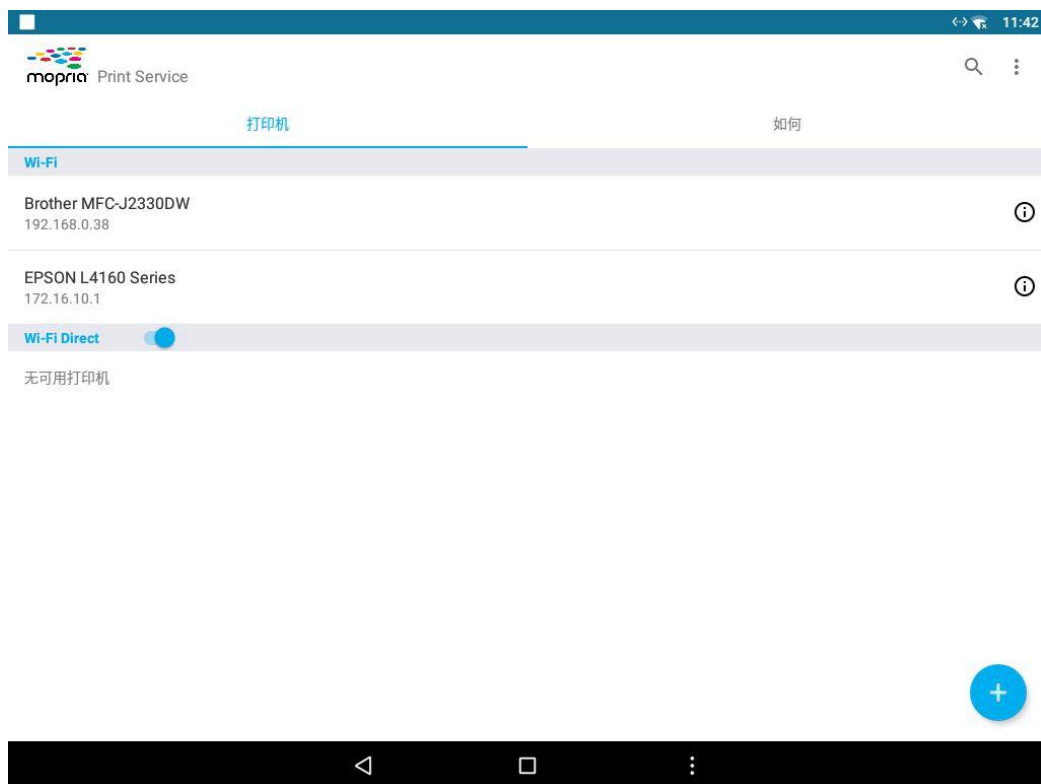 11:42
mopria Print Service
打印机
如何
Wi-Fi
Brother MFC-J2330DW
192.168.0.38
EPSON L4160 Series
172.16.10.1
Wi-Fi Direct
无可用打印机